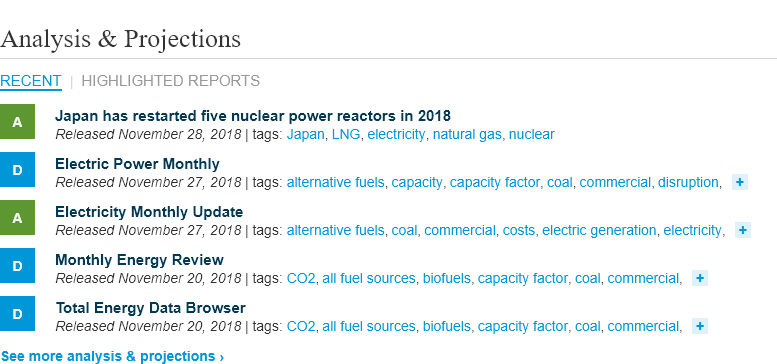 Analysis & Projections
RECENT | HIGHLIGHTED REPORTS
A Japan has restarted five nuclear power reactors in 2018
Released November 28, 2018 | tags: Japan, LNG, electricity, natural gas, nuclear
D Electric Power Monthly
Released November 27, 2018 | tags: alternative fuels, capacity, capacity factor, coal, commercial, disruption, +
A Electricity Monthly Update
Released November 27, 2018 | tags: alternative fuels, coal, commercial, costs, electric generation, electricity, +
D Monthly Energy Review
Released November 20, 2018 | tags: CO2, all fuel sources, biofuels, capacity factor, coal, commercial, +
D Total Energy Data Browser
Released November 20, 2018 | tags: CO2, all fuel sources, biofuels, capacity factor, coal, commercial, +
See more analysis & projections ›